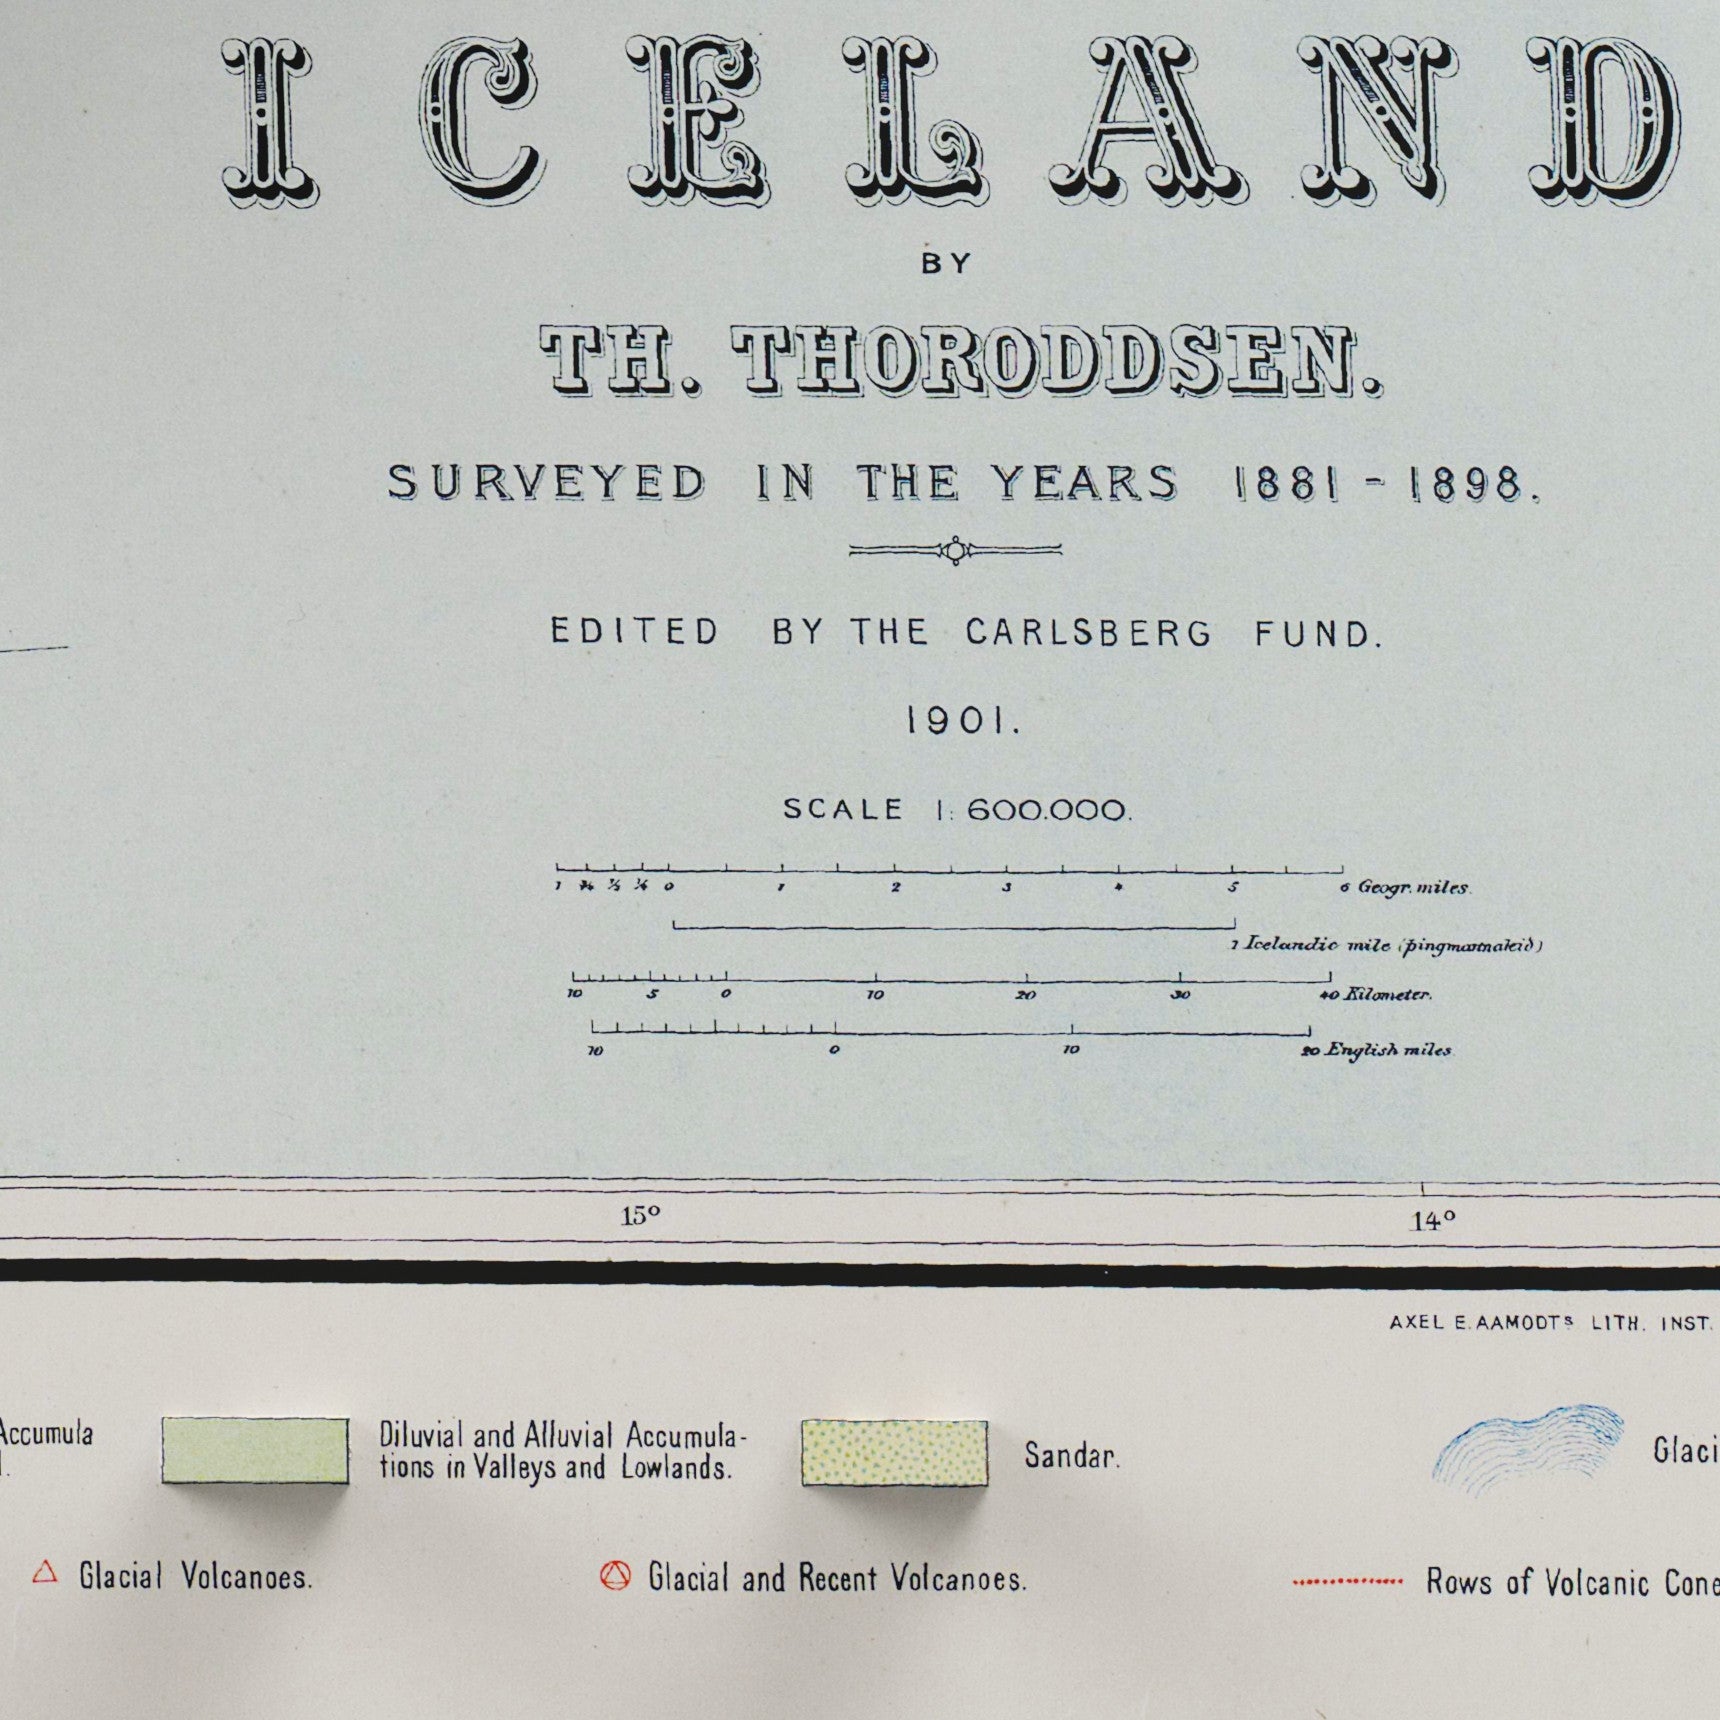 ICELAND
BY
TH. THORODDSEN.
SURVEYED IN THE YEARS 1881 - 1898.
EDITED BY THE CARLSBERG FUND.
1901.
SCALE 1:600.000.
1 ¾ ½ ¼ 0 1 2 3 4 5 6 Geogr. miles.
1 Icelandic mile (þingmannaleið)
10 5 0 10 20 30 40 Kilometer.
10 0 10 20 English miles
15° 14°
AXEL E. AAMODTS LITH. INST.
Accumula
Diluvial and Alluvial Accumula-
tions in Valleys and Lowlands.
Sandar.
Glaci
Glacial Volcanoes.
Glacial and Recent Volcanoes.
Rows of Volcanic Cone